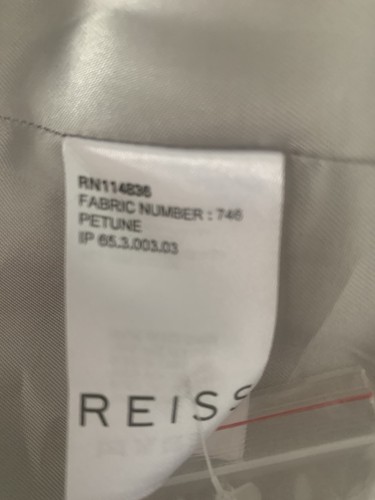 RN114836
FABRIC NUMBER : 746
PETUNE
IP 65.3.003.03
REISS